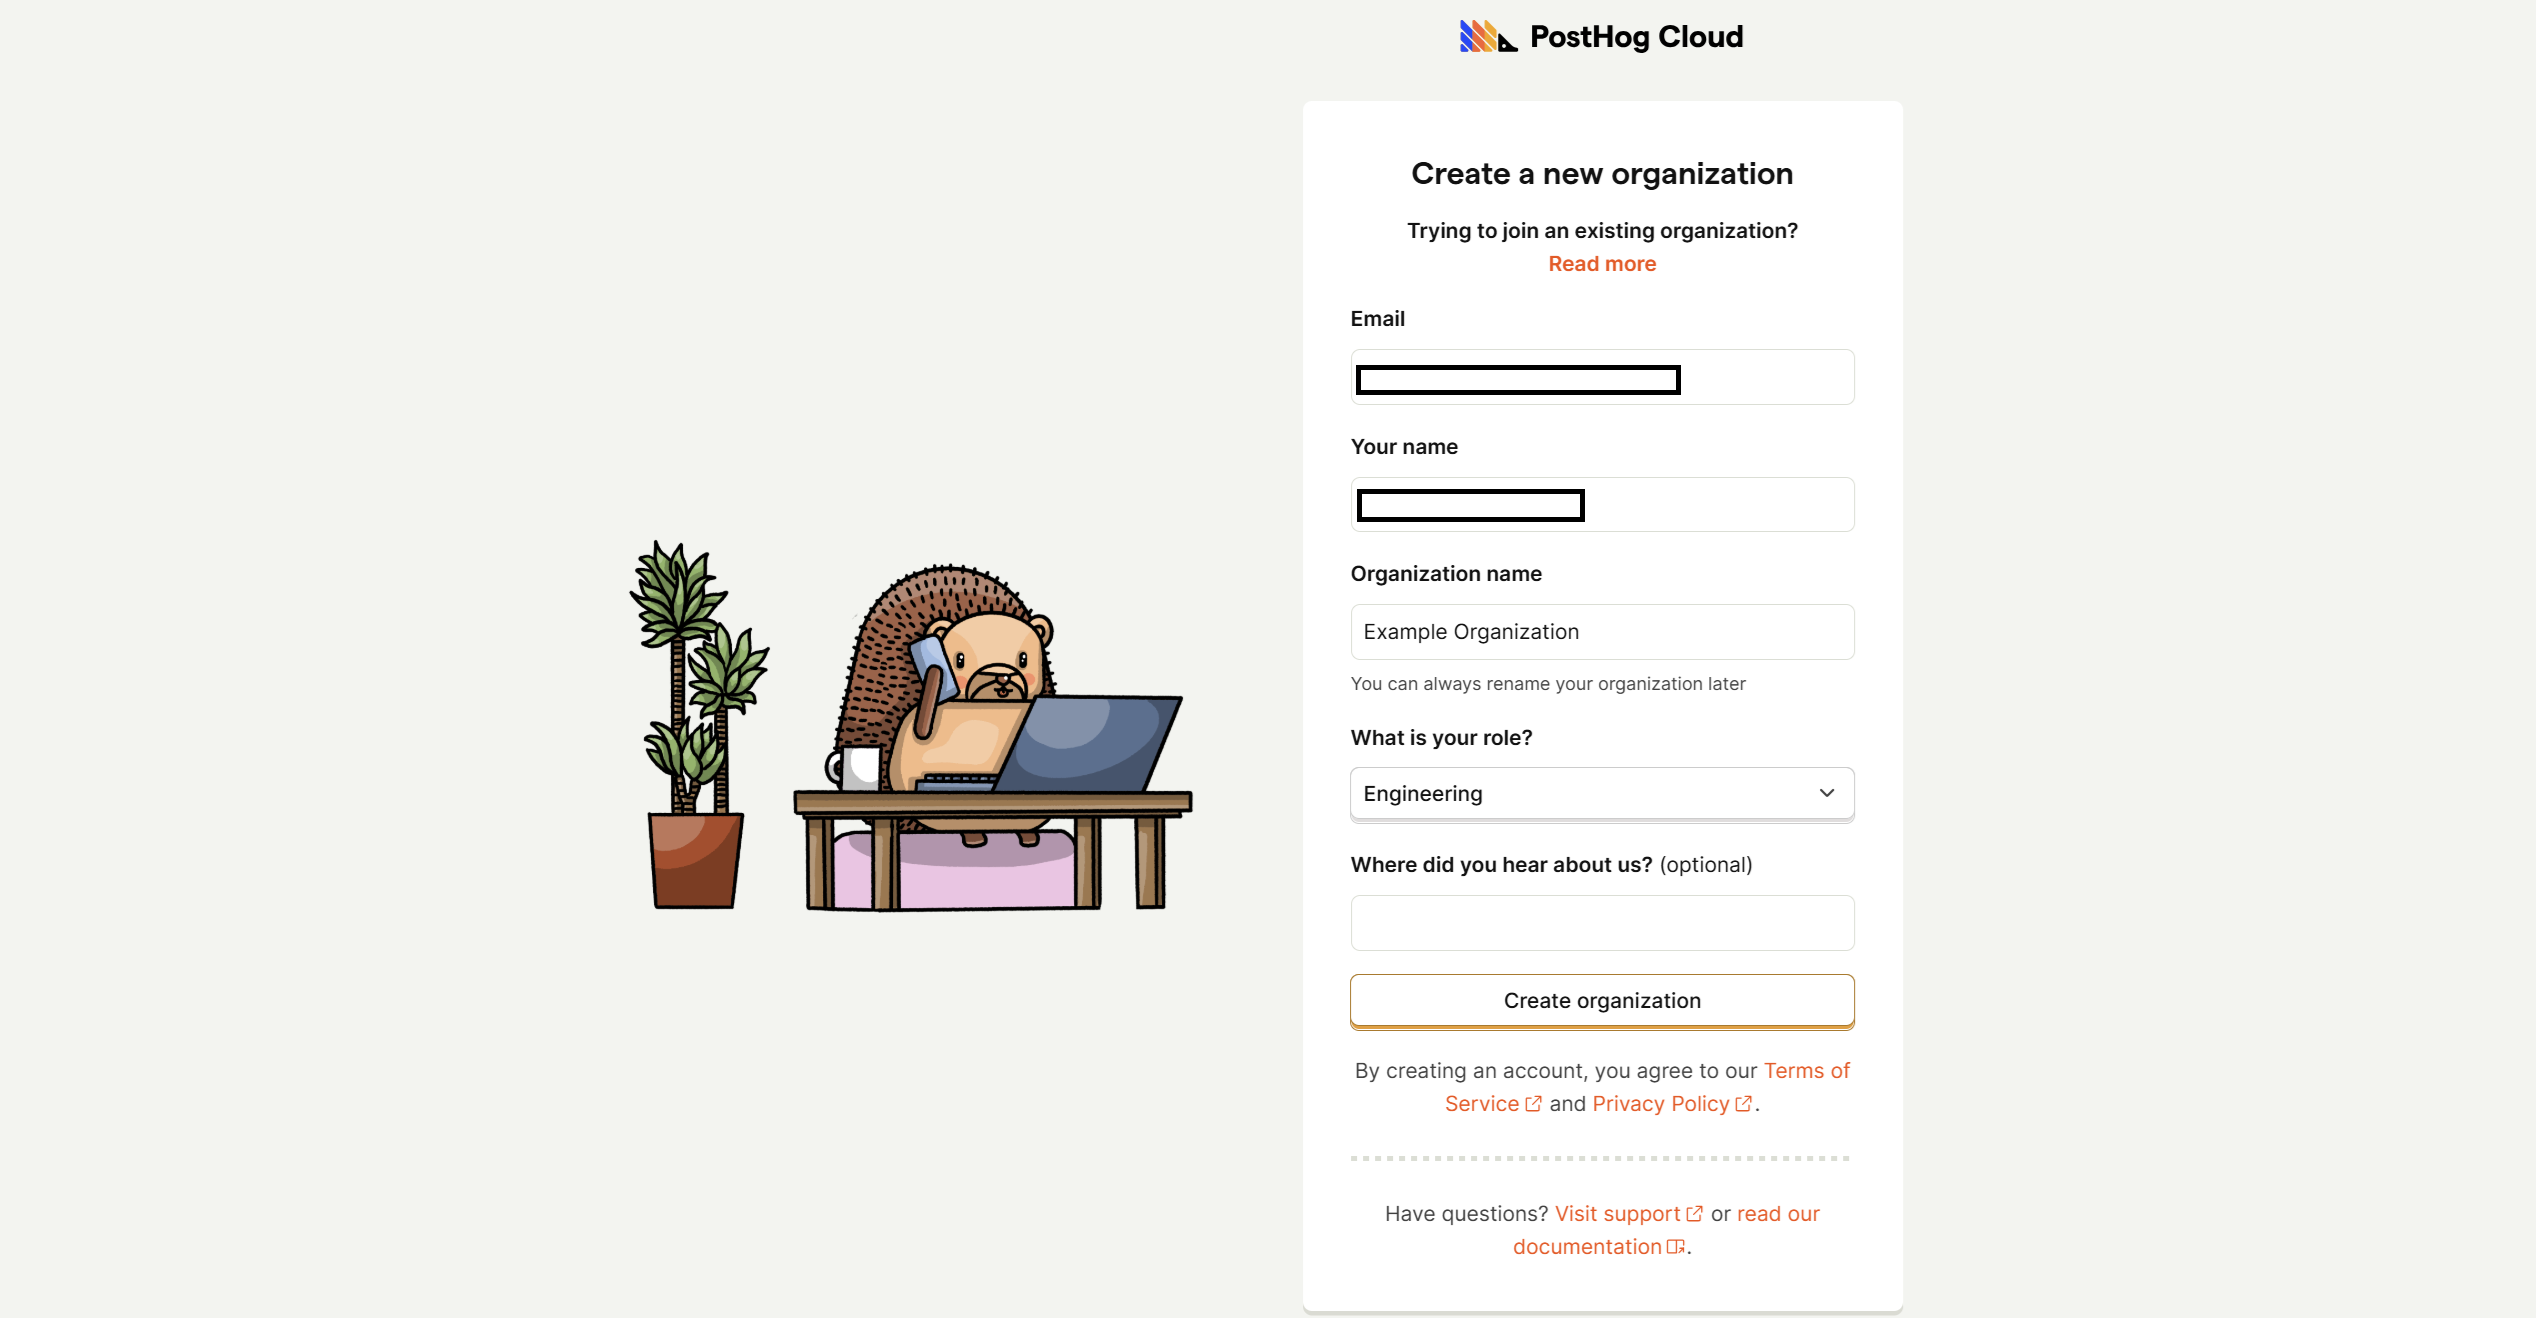 PostHog Cloud
Create a new organization
Trying to join an existing organization?
Read more
Email
Your name
Organization name
Example Organization
You can always rename your organization later
What is your role?
Engineering
Where did you hear about us? (optional)
Create organization
By creating an account, you agree to our Terms of
Service and Privacy Policy.
Have questions? Visit support or read our
documentation.